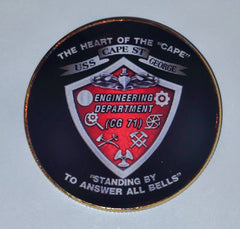 THE HEART OF THE "CAPE"
USS CAPE ST GEORGE
ENGINEERING
DEPARTMENT
(CG 71)
"STANDING BY
TO ANSWER ALL BELLS"